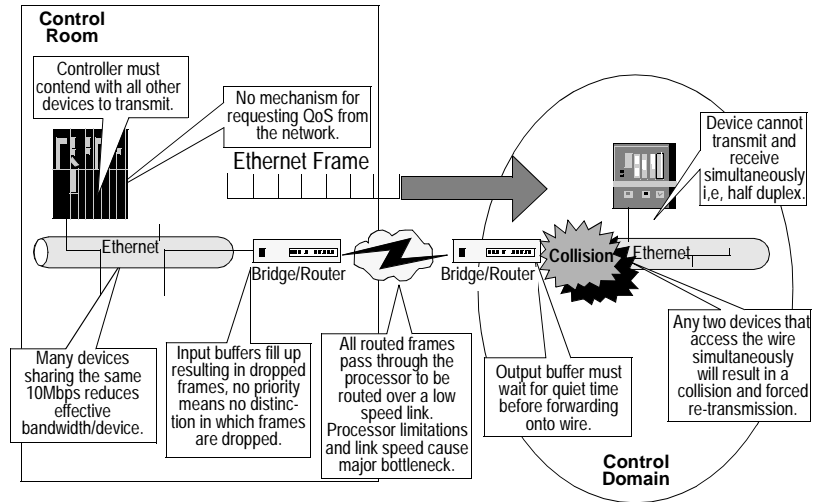 Control
Room
Controller must
contend with all other
devices to transmit.
No mechanism for
requesting QoS from
the network.
Ethernet Frame
Device cannot
transmit and
receive
simultaneously
i,e, half duplex.
Ethernet
Bridge/Router
Bridge/Router
Collision
Ethernet
Many devices
sharing the same
10Mbps reduces
effective
bandwidth/device.
Input buffers fill up
resulting in dropped
frames, no priority
means no distinc-
tion in which frames
are dropped.
All routed frames
pass through the
processor to be
routed over a low
speed link.
Processor limitations
and link speed cause
major bottleneck.
Output buffer must
wait for quiet time
before forwarding
onto wire.
Any two devices that
access the wire
simultaneously
will result in a
collision and forced
re-transmission.
Control
Domain